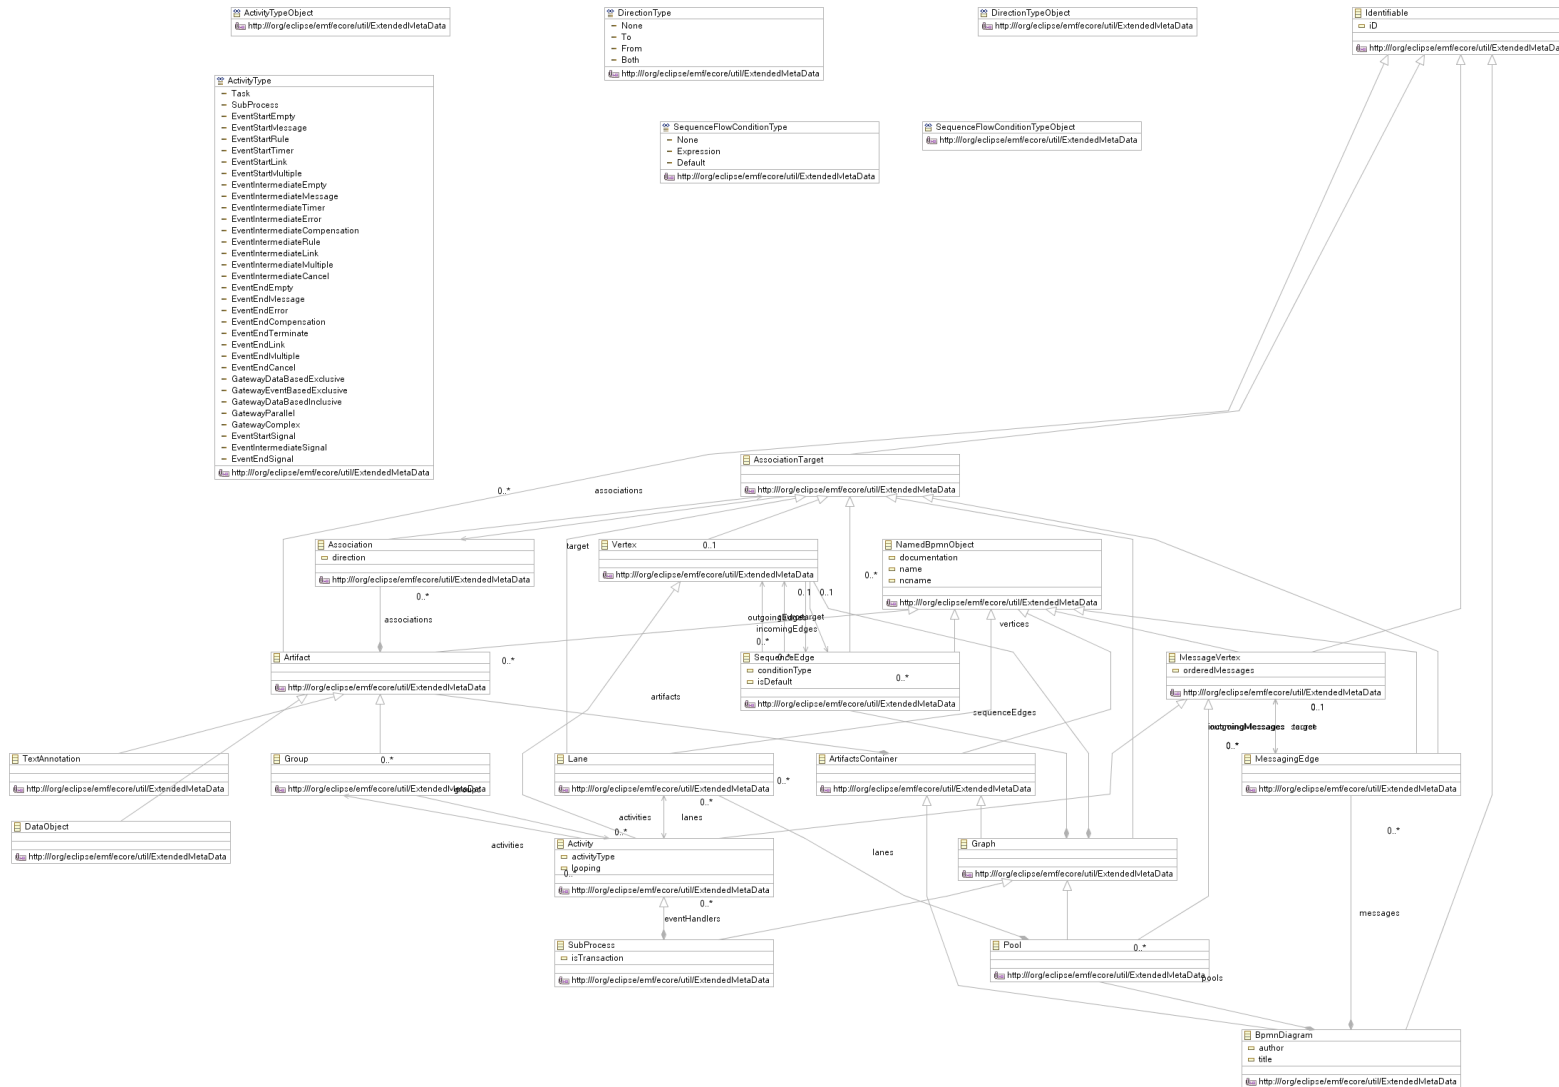 ActivityTypeObject
http:///org/eclipse/emf/ecore/util/ExtendedMetaData
DirectionType
None
To
From
Both
http:///org/eclipse/emf/ecore/util/ExtendedMetaData
DirectionTypeObject
http:///org/eclipse/emf/ecore/util/ExtendedMetaData
Identifiable
iD
http:///org/eclipse/emf/ecore/util/ExtendedMetaDa
ActivityType
Task
SubProcess
EventStartEmpty
EventStartMessage
EventStartRule
EventStartTimer
EventStartLink
EventStartMultiple
EventIntermediateEmpty
EventIntermediateMessage
EventIntermediateTimer
EventIntermediateError
EventIntermediateCompensation
EventIntermediateRule
EventIntermediateLink
EventIntermediateMultiple
EventIntermediateCancel
EventEndEmpty
EventEndMessage
EventEndError
EventEndCompensation
EventEndTerminate
EventEndLink
EventEndMultiple
EventEndCancel
GatewayDataBasedExclusive
GatewayEventBasedExclusive
GatewayDataBasedInclusive
GatewayParallel
GatewayComplex
EventStartSignal
EventIntermediateSignal
EventEndSignal
http:///org/eclipse/emf/ecore/util/ExtendedMetaData
SequenceFlowConditionType
None
Expression
Default
http:///org/eclipse/emf/ecore/util/ExtendedMetaData
SequenceFlowConditionTypeObject
http:///org/eclipse/emf/ecore/util/ExtendedMetaData
AssociationTarget
http:///org/eclipse/emf/ecore/util/ExtendedMetaData
0..*
associations
Association
direction
http:///org/eclipse/emf/ecore/util/ExtendedMetaData
target
Vertex
0..1
http:///org/eclipse/emf/ecore/util/ExtendedMetaData
NamedBpmnObject
documentation
name
ncname
http:///org/eclipse/emf/ecore/util/ExtendedMetaData
0..*
0..*
associations
0..1
0..1
incomingEdges
0..*
vertices
Artifact
http:///org/eclipse/emf/ecore/util/ExtendedMetaData
0..*
SequenceEdge
0..*
conditionType
isDefault
0..*
http:///org/eclipse/emf/ecore/util/ExtendedMetaData
MessageVertex
orderedMessages
http:///org/eclipse/emf/ecore/util/ExtendedMetaData
artifacts
sequenceEdges
0..1
0..*
TextAnnotation
http:///org/eclipse/emf/ecore/util/ExtendedMetaData
Group
0..*
http:///org/eclipse/emf/ecore/util/ExtendedMetaData
groups
Lane
http:///org/eclipse/emf/ecore/util/ExtendedMetaData
0..*
0..*
ArtifactsContainer
http:///org/eclipse/emf/ecore/util/ExtendedMetaData
MessagingEdge
http:///org/eclipse/emf/ecore/util/ExtendedMetaData
DataObject
http:///org/eclipse/emf/ecore/util/ExtendedMetaData
activities
lanes
0..*
activities
Activity
activityType
looping
0..*
http:///org/eclipse/emf/ecore/util/ExtendedMetaData
0..*
eventHandlers
lanes
Graph
http:///org/eclipse/emf/ecore/util/ExtendedMetaData
0..*
messages
SubProcess
isTransaction
http:///org/eclipse/emf/ecore/util/ExtendedMetaData
Pool
0..*
http:///org/eclipse/emf/ecore/util/ExtendedMetaData
pools
BpmnDiagram
author
title
http:///org/eclipse/emf/ecore/util/ExtendedMetaData